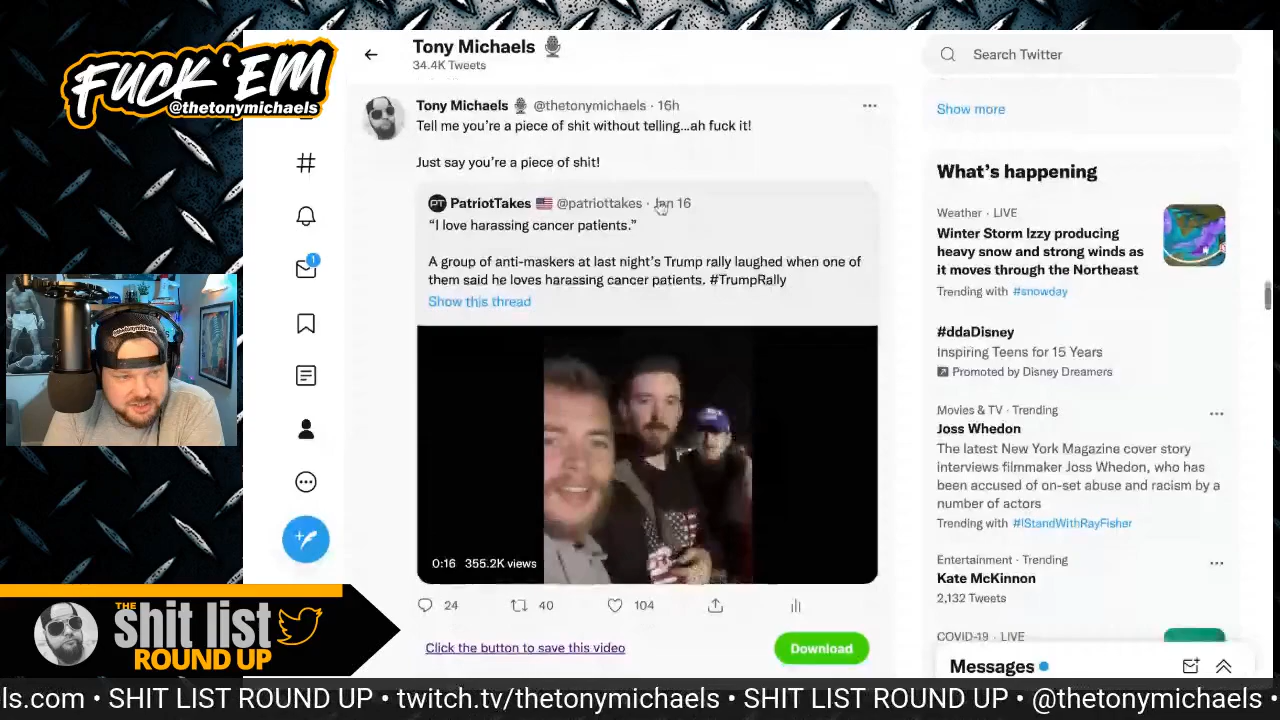 FUCK 'EM
@thetonymichaels
Tony Michaels
34.4K Tweets
Tony Michaels @thetonymichaels · 16h
Tell me you're a piece of shit without telling...ah fuck it!
Just say you're a piece of shit!
PT PatriotTakes @patriottakes · Jan 16
“I love harassing cancer patients.”
A group of anti-maskers at last night's Trump rally laughed when one of
them said he loves harassing cancer patients. #TrumpRally
Show this thread
0:16 355.2K views
24 40 104
Click the button to save this video
Download
1
Search Twitter
Show more
What's happening
Weather · LIVE
Winter Storm Izzy producing
heavy snow and strong winds as
it moves through the Northeast
Trending with #snowday
#ddaDisney
Inspiring Teens for 15 Years
Promoted by Disney Dreamers
Movies & TV · Trending
Joss Whedon
The latest New York Magazine cover story
interviews filmmaker Joss Whedon, who has
been accused of on-set abuse and racism by a
number of actors
Trending with #IStandWithRayFisher
Entertainment · Trending
Kate McKinnon
2,132 Tweets
COVID-19 · LIVE
Messages
THE
shit list
ROUND UP
ls.com • SHIT LIST ROUND UP • twitch.tv/thetonymichaels • SHIT LIST ROUND UP • @thetonymichaels •